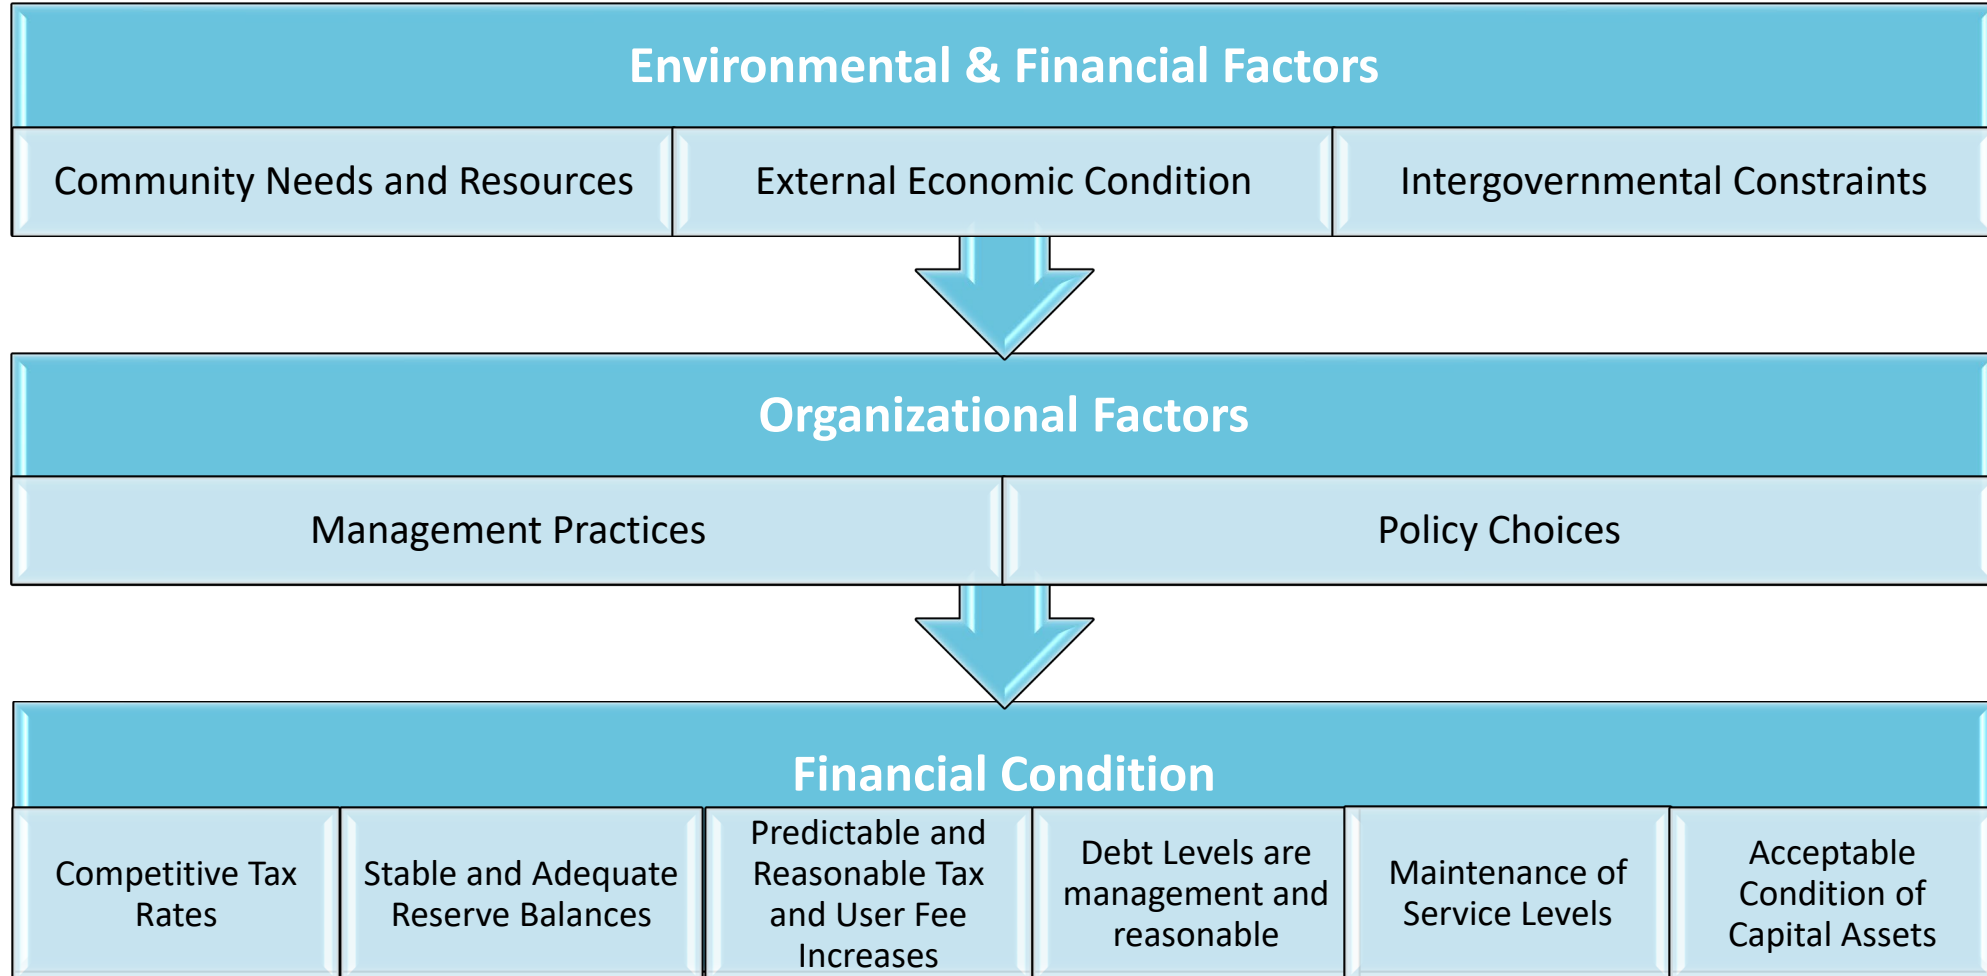 Environmental & Financial Factors
Community Needs and Resources
External Economic Condition
Intergovernmental Constraints
Organizational Factors
Management Practices
Policy Choices
Financial Condition
Competitive Tax
Rates
Stable and Adequate
Reserve Balances
Predictable and
Reasonable Tax
and User Fee
Increases
Debt Levels are
management and
reasonable
Maintenance of
Service Levels
Acceptable
Condition of
Capital Assets